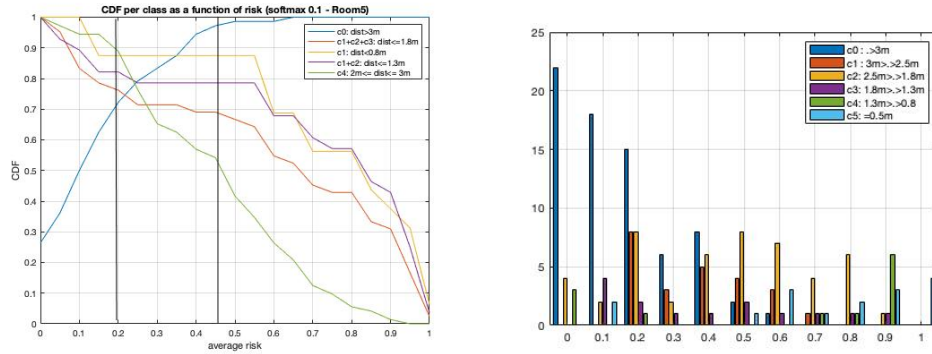 CDF per class as a function of risk (softmax 0.1 - Room5)
c0: dist>3m
c1+c2+c3: dist<=1.8m
c1: dist<0.8m
c1+c2: dist<=1.3m
c4: 2m<= dist<= 3m
1
0.9
0.8
0.7
0.6
0.5
0.4
0.3
0.2
0.1
0
CDF
0 0.1 0.2 0.3 0.4 0.5 0.6 0.7 0.8 0.9 1
average risk
25
20
15
10
5
0
c0 : .>3m
c1 : 3m>.>2.5m
c2: 2.5m>.>1.8m
c3: 1.8m>.>1.3m
c4: 1.3m>.>0.8
c5: =0.5m
0 0.1 0.2 0.3 0.4 0.5 0.6 0.7 0.8 0.9 1